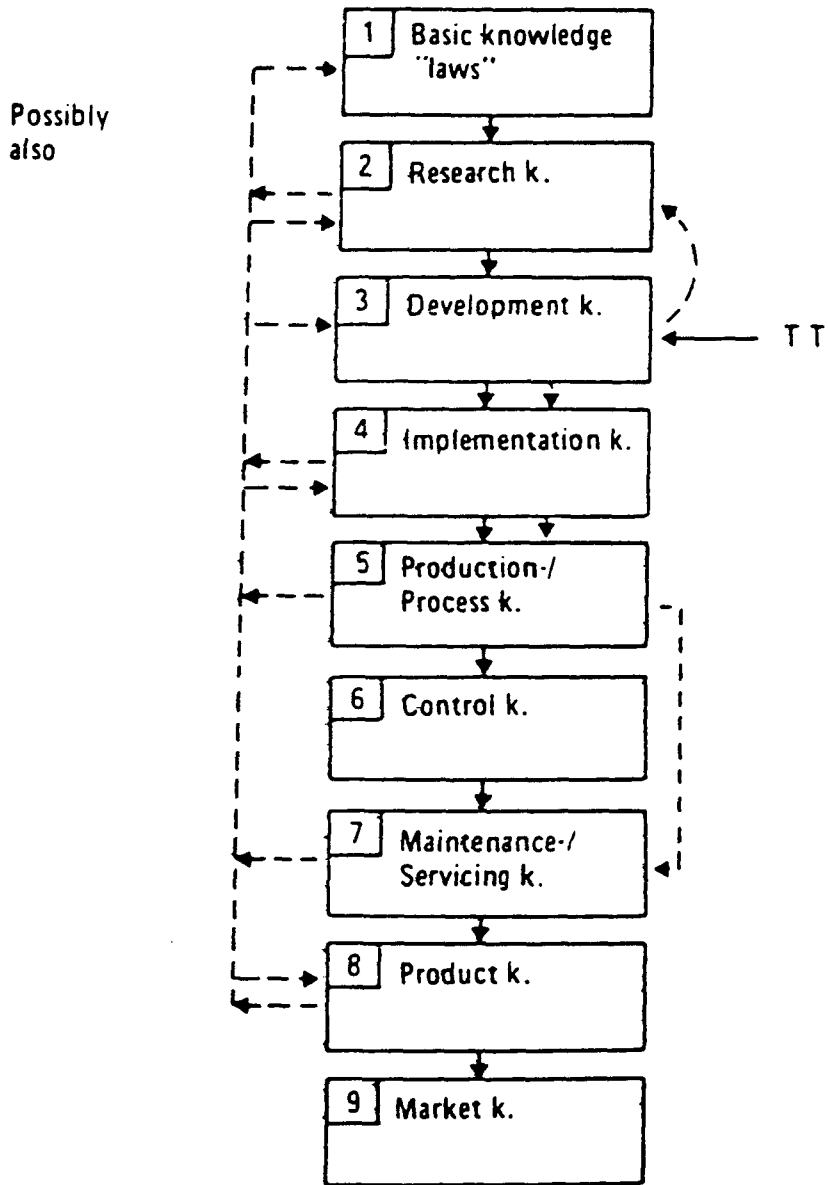 1 Basic knowledge
"laws"
Possibly
also
2 Research k.
3 Development k.
T T
4 Implementation k.
5 Production-/
Process k.
6 Control k.
7 Maintenance-/
Servicing k.
8 Product k.
9 Market k.